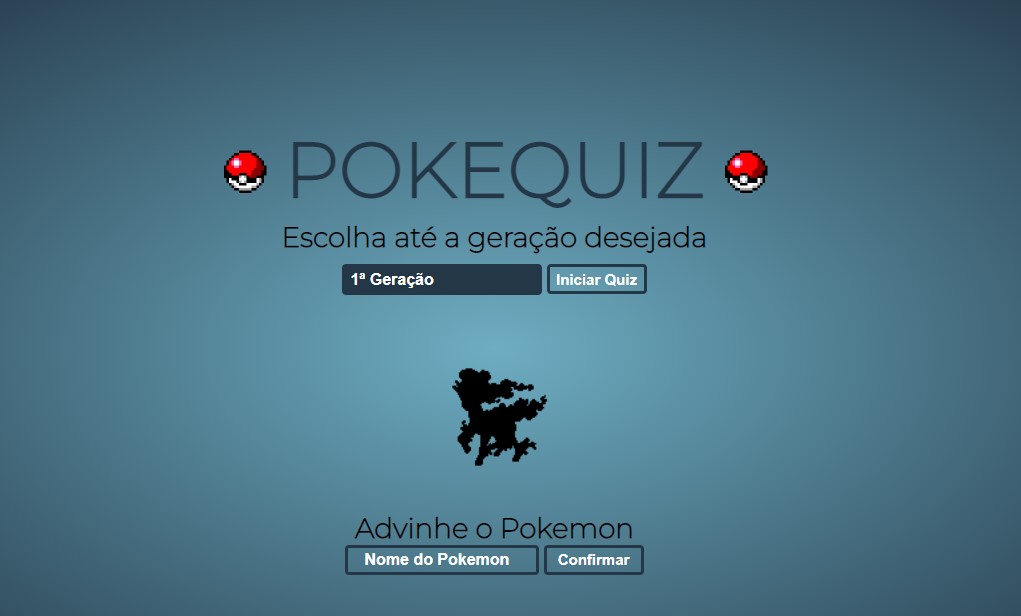 POKEQUIZ
Escolha até a geração desejada
1ª Geração Iniciar Quiz
Advinhe o Pokemon
Nome do Pokemon Confirmar